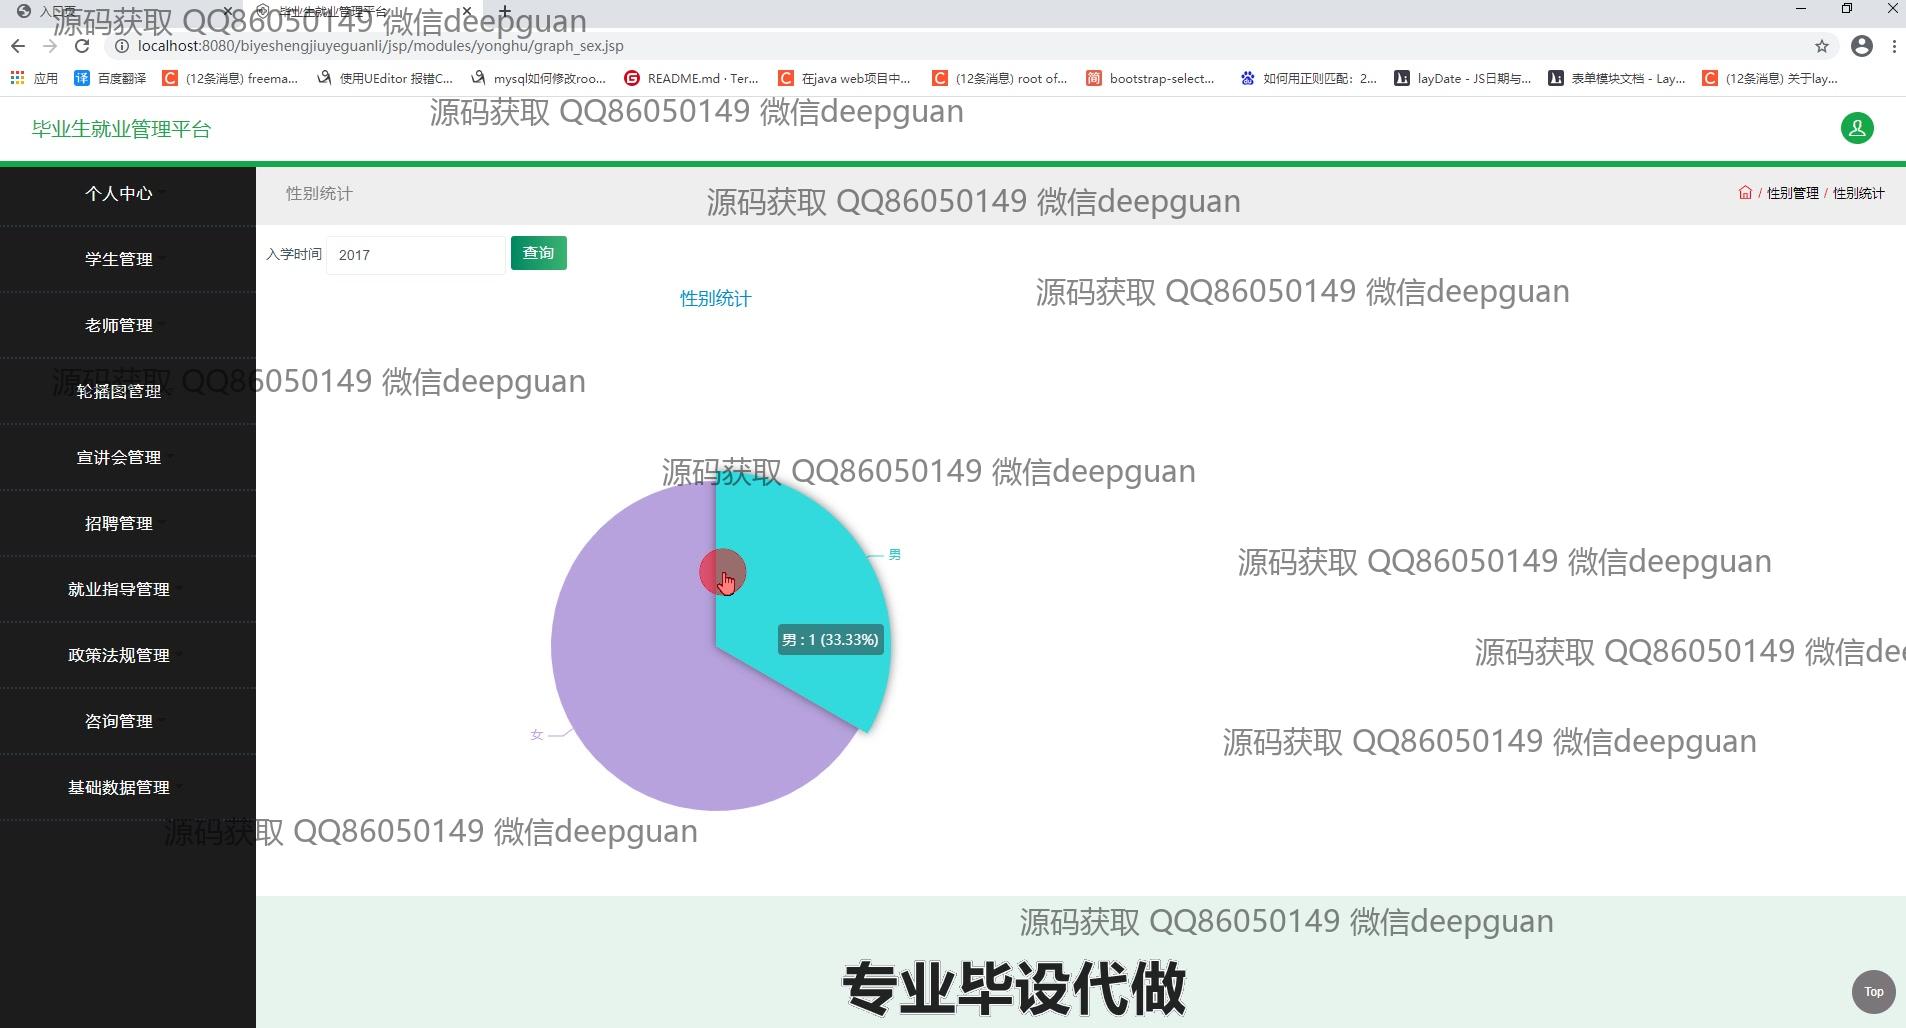 入口页
毕业生就业管理平台
源码获取 QQ86050149 微信deepguan
localhost:8080/biyeshengjiuyeguanli/jsp/modules/yonghu/graph_sex.jsp
应用 百度翻译 (12条消息) freema... 使用UEditor 报错C... mysql如何修改roo... README.md · Ter... 在java web项目中... (12条消息) root of... bootstrap-select... 如何用正则匹配：2... layDate - JS日期与... 表单模块文档 - Lay... (12条消息) 关于lay...
源码获取 QQ86050149 微信deepguan
毕业生就业管理平台
个人中心
性别统计
源码获取 QQ86050149 微信deepguan
/ 性别管理 / 性别统计
学生管理
入学时间 2017 查询
性别统计
源码获取 QQ86050149 微信deepguan
老师管理
源码获取 QQ86050149 微信deepguan
轮播图管理
宣讲会管理
源码获取 QQ86050149 微信deepguan
招聘管理
男
源码获取 QQ86050149 微信deepguan
就业指导管理
男 : 1 (33.33%)
政策法规管理
源码获取 QQ86050149 微信dee
咨询管理
女
源码获取 QQ86050149 微信deepguan
基础数据管理
源码获取 QQ86050149 微信deepguan
源码获取 QQ86050149 微信deepguan
专业毕设代做
Top